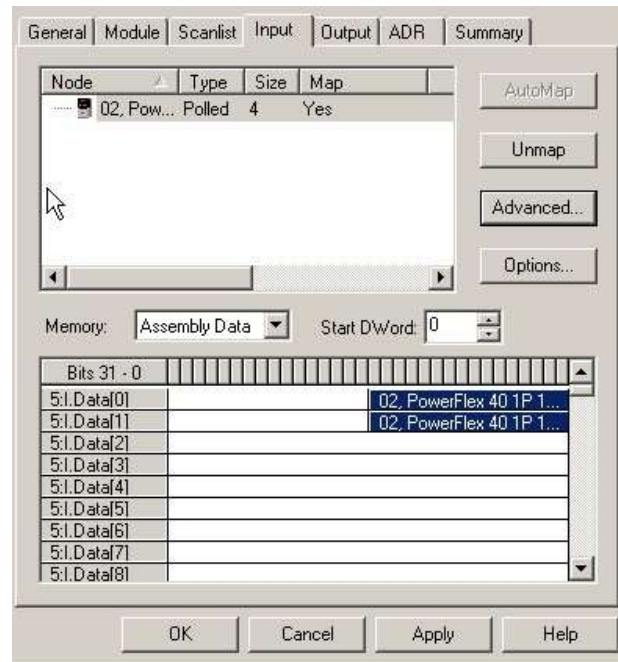 General Module Scanlist Input Output ADR Summary
Node Type Size Map
02, Pow... Polled 4 Yes
AutoMap
Unmap
Advanced...
Options...
Memory: Assembly Data Start DWord: 0
Bits 31 - 0
5:I.Data[0] 02, PowerFlex 40 1P 1...
5:I.Data[1] 02, PowerFlex 40 1P 1...
5:I.Data[2]
5:I.Data[3]
5:I.Data[4]
5:I.Data[5]
5:I.Data[6]
5:I.Data[7]
5:I.Data[8]
OK Cancel Apply Help